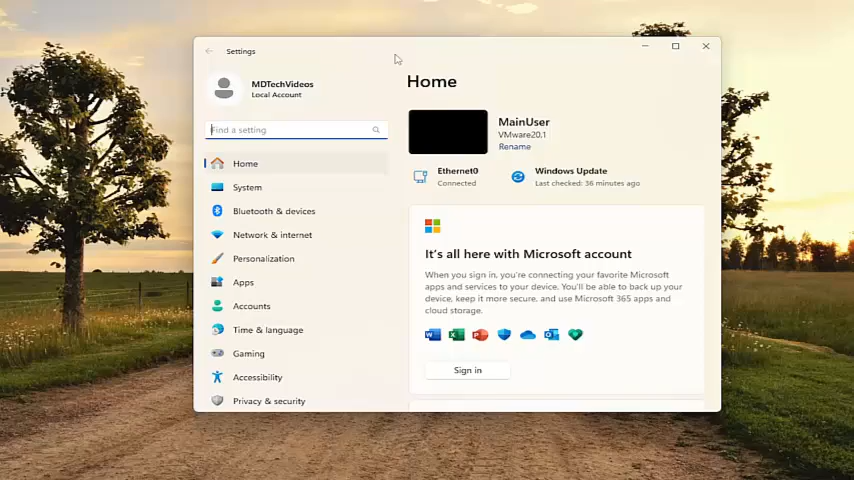 Settings
MDTechVideos
Local Account
Find a setting
Home
System
Bluetooth & devices
Network & internet
Personalization
Apps
Accounts
Time & language
Gaming
Accessibility
Privacy & security
Home
MainUser
VMware20.1
Rename
Ethernet0
Connected
Windows Update
Last checked: 36 minutes ago
It's all here with Microsoft account
When you sign in, you're connecting your favorite Microsoft
apps and services to your device. You'll be able to back up your
device, keep it more secure, and use Microsoft 365 apps and
cloud storage.
Sign in